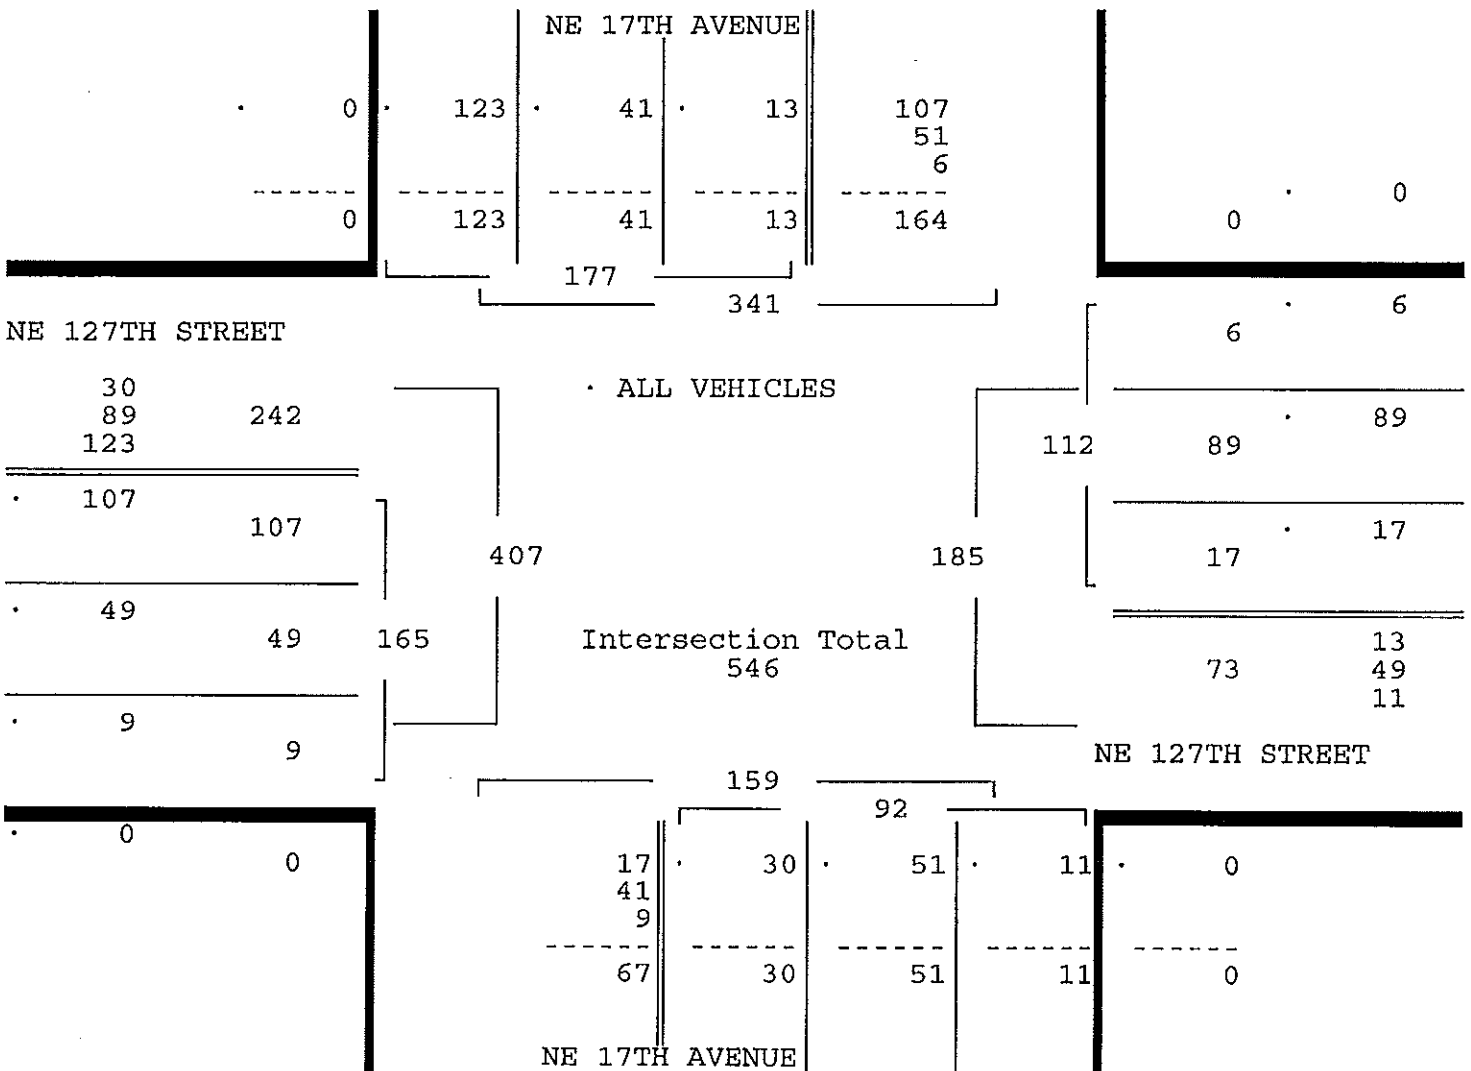 NE 17TH AVENUE
· 0 · 123 · 41 · 13 107
51
6
------ ------ ------ ------ ------
· 0
0 123 41 13 164 0
177
341 · 6
NE 127TH STREET 6
30 · ALL VEHICLES
89 242 · 89
123 112 89
· 107
107 · 17
407 185 17
· 49
49 165 Intersection Total 13
546 73 49
11
· 9
9 NE 127TH STREET
159
92
· 0
0 17 · 30 · 51 · 11 · 0
41
9
------ ------ ------ ------ ------
67 30 51 11 0
NE 17TH AVENUE